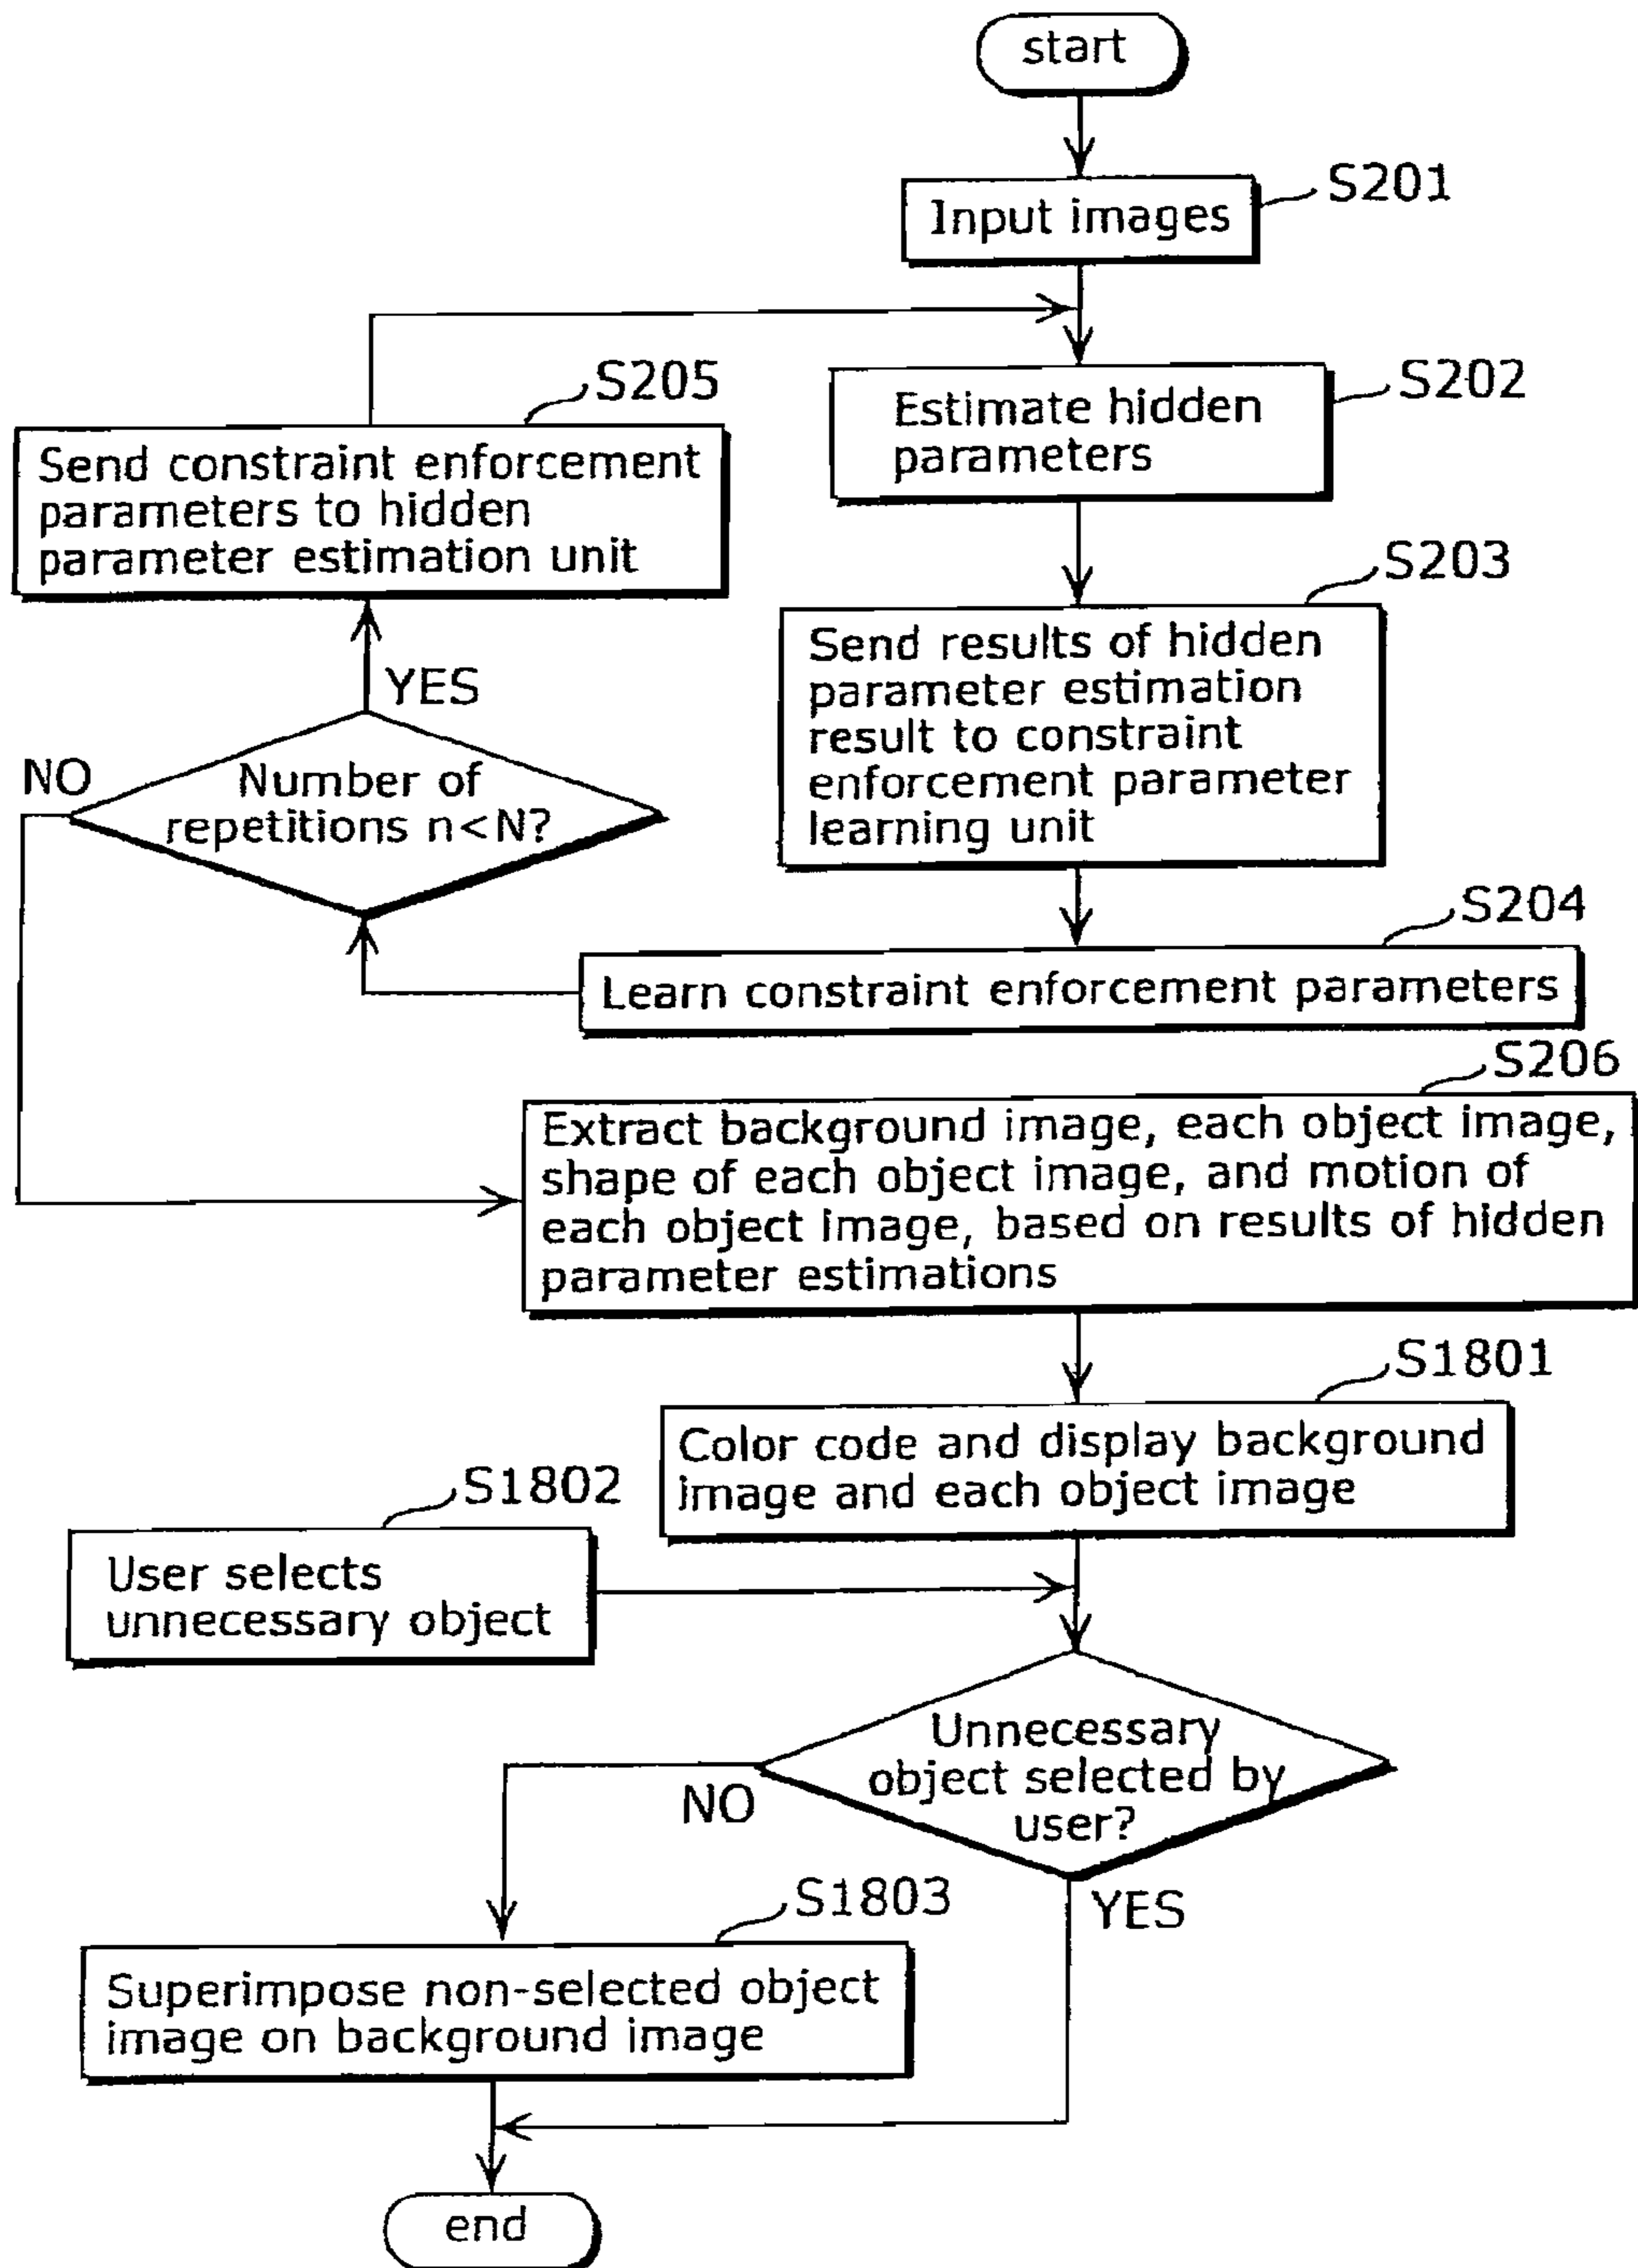 start
S201
Input images
S205
S202
Send constraint enforcement
parameters to hidden
parameter estimation unit
Estimate hidden
parameters
S203
Send results of hidden
parameter estimation
result to constraint
enforcement parameter
learning unit
YES
NO
Number of
repetitions n<N?
S204
Learn constraint enforcement parameters
S206
Extract background image, each object image,
shape of each object image, and motion of
each object image, based on results of hidden
parameter estimations
S1801
Color code and display background
image and each object image
S1802
User selects
unnecessary object
Unnecessary
object selected by
user?
NO
YES
S1803
Superimpose non-selected object
image on background image
end